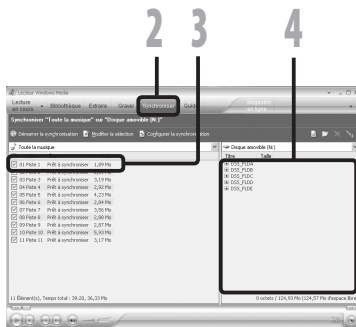 2 3 4
Lecteur Windows Media
Lecture en cours Bibliothèque Extraire Graver Synchroniser Guide Magasins en ligne
Synchroniser "Toute la musique" sur "Disque amovible (N:)"
Démarrer la synchronisation Modifier la sélection Configurer la synchronisation
Toute la musique
Disque amovible (N:)
Titre Taille
01 Piste 1 Prêt à synchroniser 1,89 Mo
03 Piste 3 Prêt à synchroniser 3,19 Mo
04 Piste 4 Prêt à synchroniser 2,92 Mo
05 Piste 5 Prêt à synchroniser 4,23 Mo
06 Piste 6 Prêt à synchroniser 2,84 Mo
07 Piste 7 Prêt à synchroniser 3,56 Mo
08 Piste 8 Prêt à synchroniser 2,88 Mo
09 Piste 9 Prêt à synchroniser 2,87 Mo
10 Piste 10 Prêt à synchroniser 5,93 Mo
11 Piste 11 Prêt à synchroniser 3,17 Mo
DSS_FLDA
DSS_FLDB
DSS_FLDC
DSS_FLDD
DSS_FLDE
11 Élément(s), Temps total : 39:20, 36,33 Mo
0 octets / 124,93 Mo (124,57 Mo d'espace libre